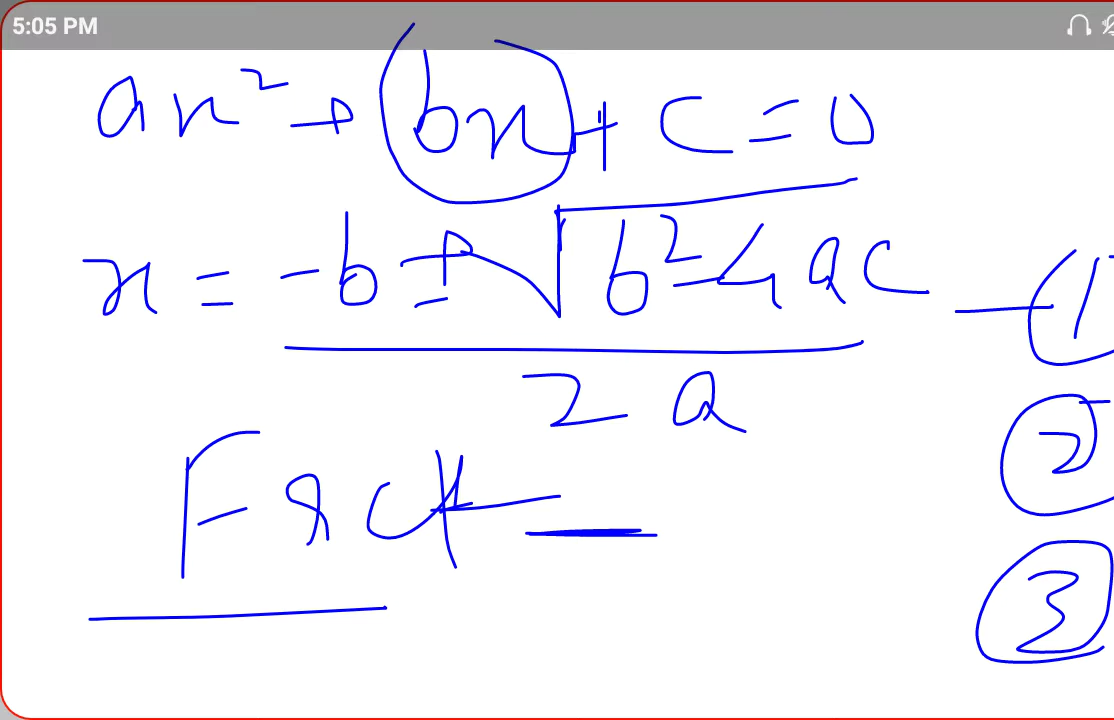 5:05 PM
ax² + bx + c = 0
x = -b ± √b² - 4ac — (1
2a
(2)
Fact
(3)